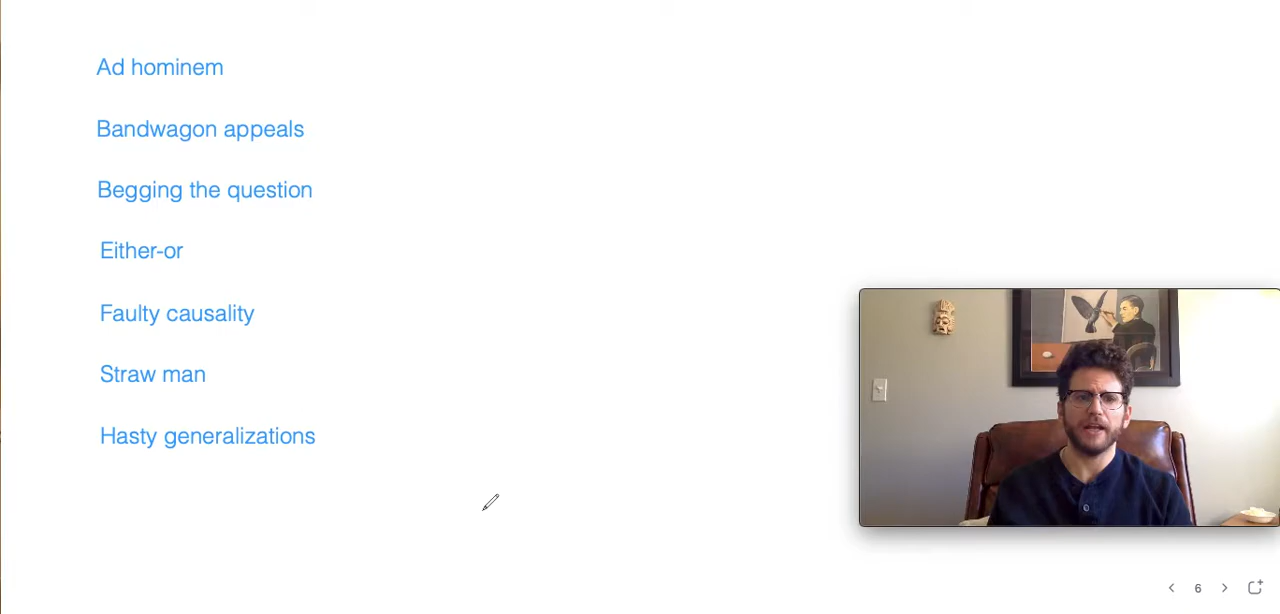 Ad hominem
Bandwagon appeals
Begging the question
Either-or
Faulty causality
Straw man
Hasty generalizations
6